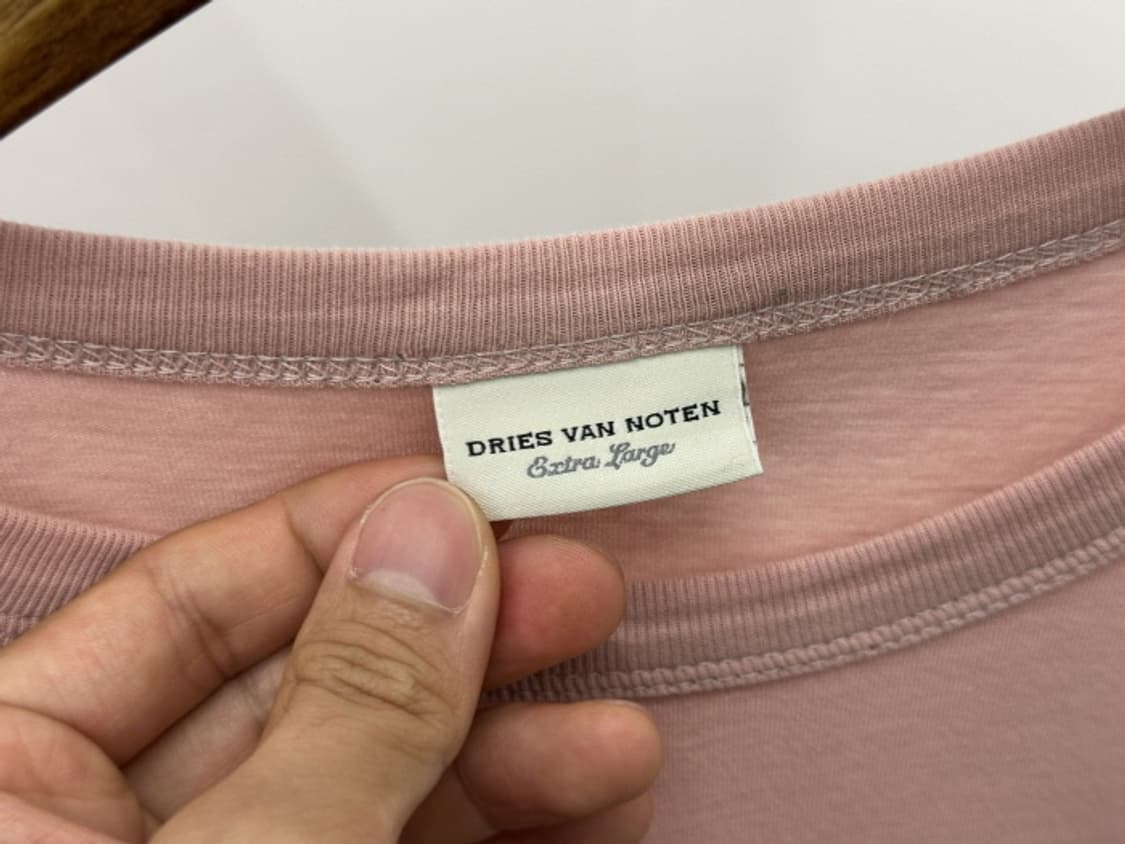 DRIES VAN NOTEN
Extra Large